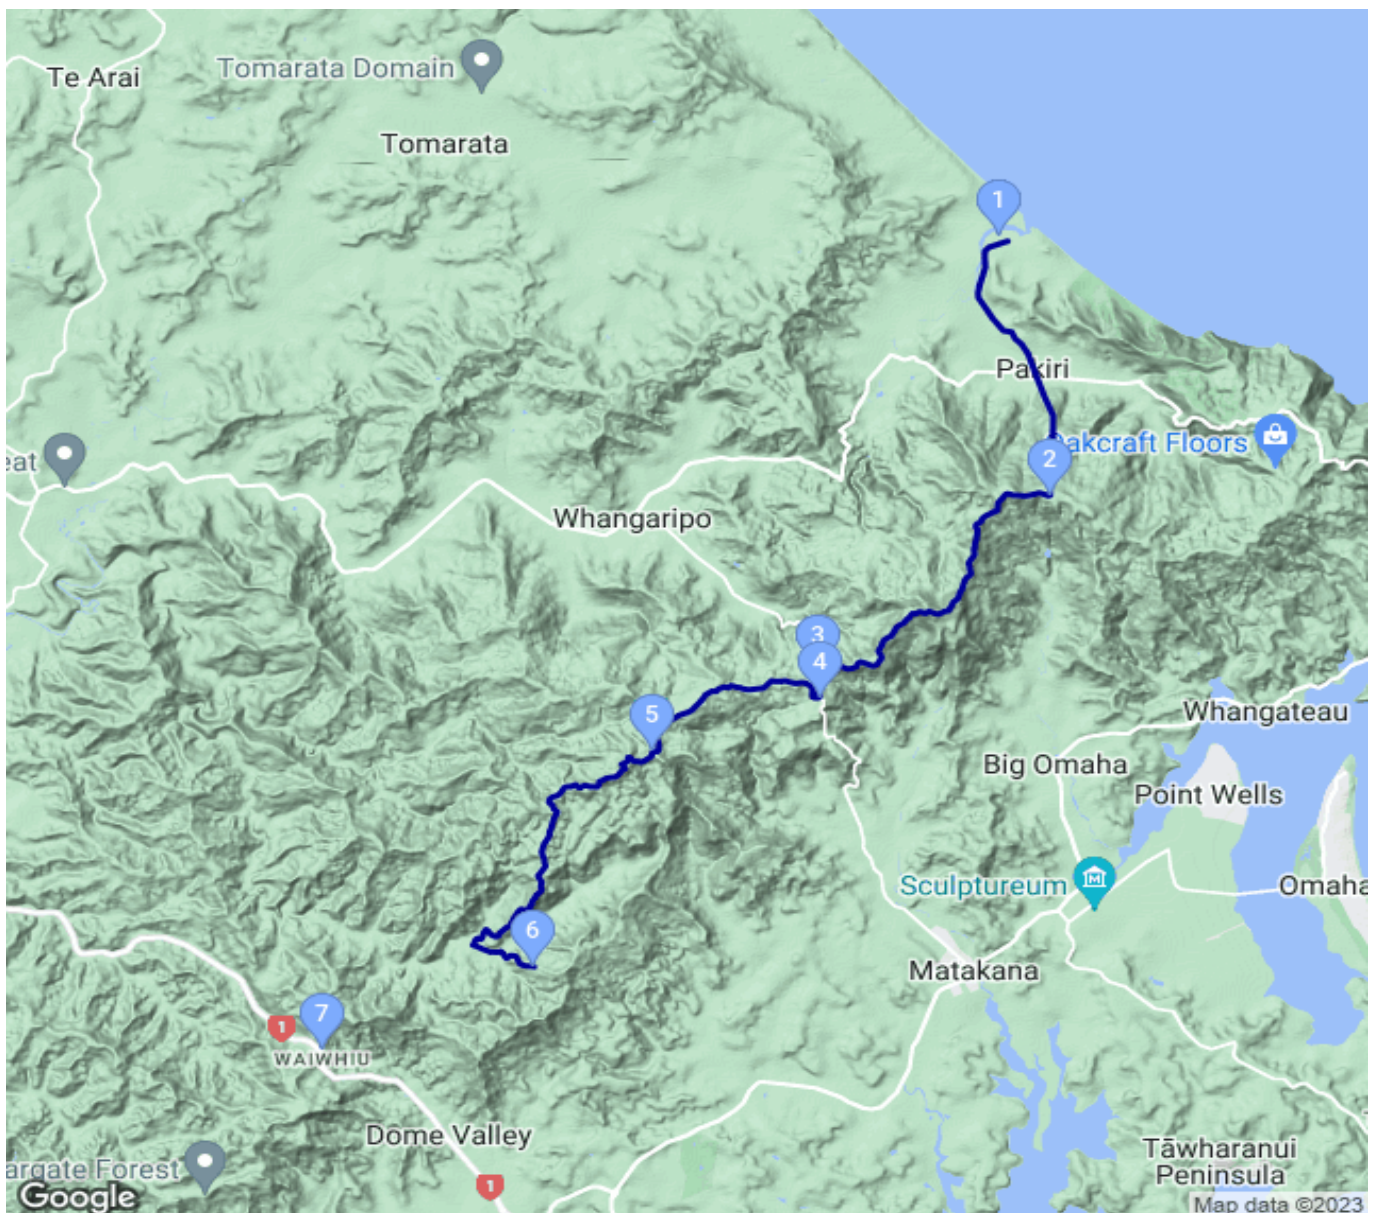 Te Arai
Tomarata Domain
Tomarata
1
Pakiri
eat
akcraft Floors
2
Whangaripo
3
4
5
Whangateau
Big Omaha
Point Wells
Sculptureum
Omaha
6
Matakana
7
1
WAIWHIU
Dome Valley
Tāwharanui
Peninsula
argate Forest
1
Google
Map data ©2023